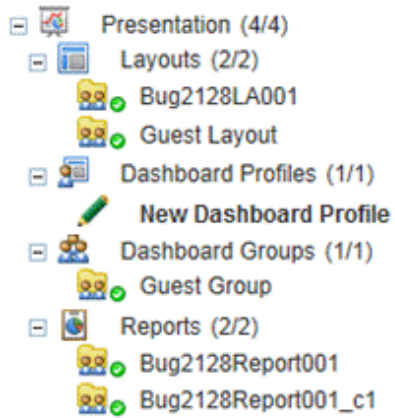 Presentation (4/4)
Layouts (2/2)
Bug2128LA001
Guest Layout
Dashboard Profiles (1/1)
New Dashboard Profile
Dashboard Groups (1/1)
Guest Group
Reports (2/2)
Bug2128Report001
Bug2128Report001_c1